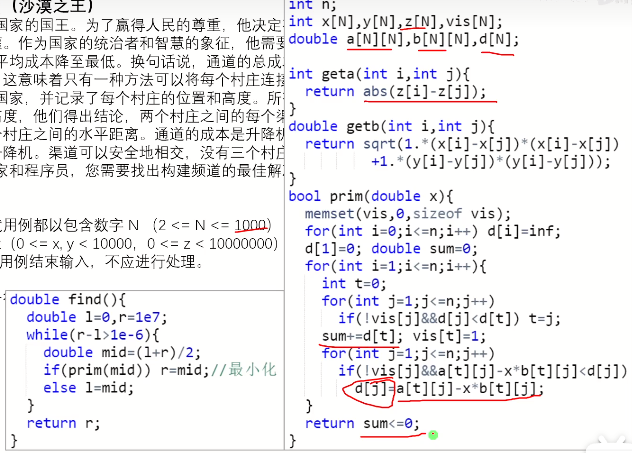 （沙漠之王）
国家的国王。为了赢得人民的尊重，他决定
。作为国家的统治者和智慧的象征，他需要
平均成本降至最低。换句话说，通道的总成
这意味着只有一种方法可以将每个村庄连接
国家，并记录了每个村庄的位置和高度。所
高度，他们得出结论，两个村庄之间的每个渠
村庄之间的水平距离。通道的成本是升降机
升降机。渠道可以安全地相交，没有三个村庄
家和程序员，您需要找出构建频道的最佳解
用例都以包含数字 N （2 <= N <= 1000）
（0 <= x, y < 10000，0 <= z < 10000000）
用例结束输入，不应进行处理。
double find(){
double l=0,r=1e7;
while(r-l>1e-6){
double mid=(l+r)/2;
if(prim(mid)) r=mid;//最小化
else l=mid;
}
return r;
}
int n;
int x[N],y[N],z[N],vis[N];
double a[N][N],b[N][N],d[N];
int geta(int i,int j){
return abs(z[i]-z[j]);
}
double getb(int i,int j){
return sqrt(1.*(x[i]-x[j])*(x[i]-x[j])
+1.*(y[i]-y[j])*(y[i]-y[j]));
}
bool prim(double x){
memset(vis,0,sizeof vis);
for(int i=0;i<=n;i++) d[i]=inf;
d[1]=0; double sum=0;
for(int i=1;i<=n;i++){
int t=0;
for(int j=1;j<=n;j++)
if(!vis[j]&&d[j]<d[t]) t=j;
sum+=d[t]; vis[t]=1;
for(int j=1;j<=n;j++)
if(!vis[j]&&a[t][j]-x*b[t][j]<d[j])
d[j]=a[t][j]-x*b[t][j];
}
return sum<=0;
}